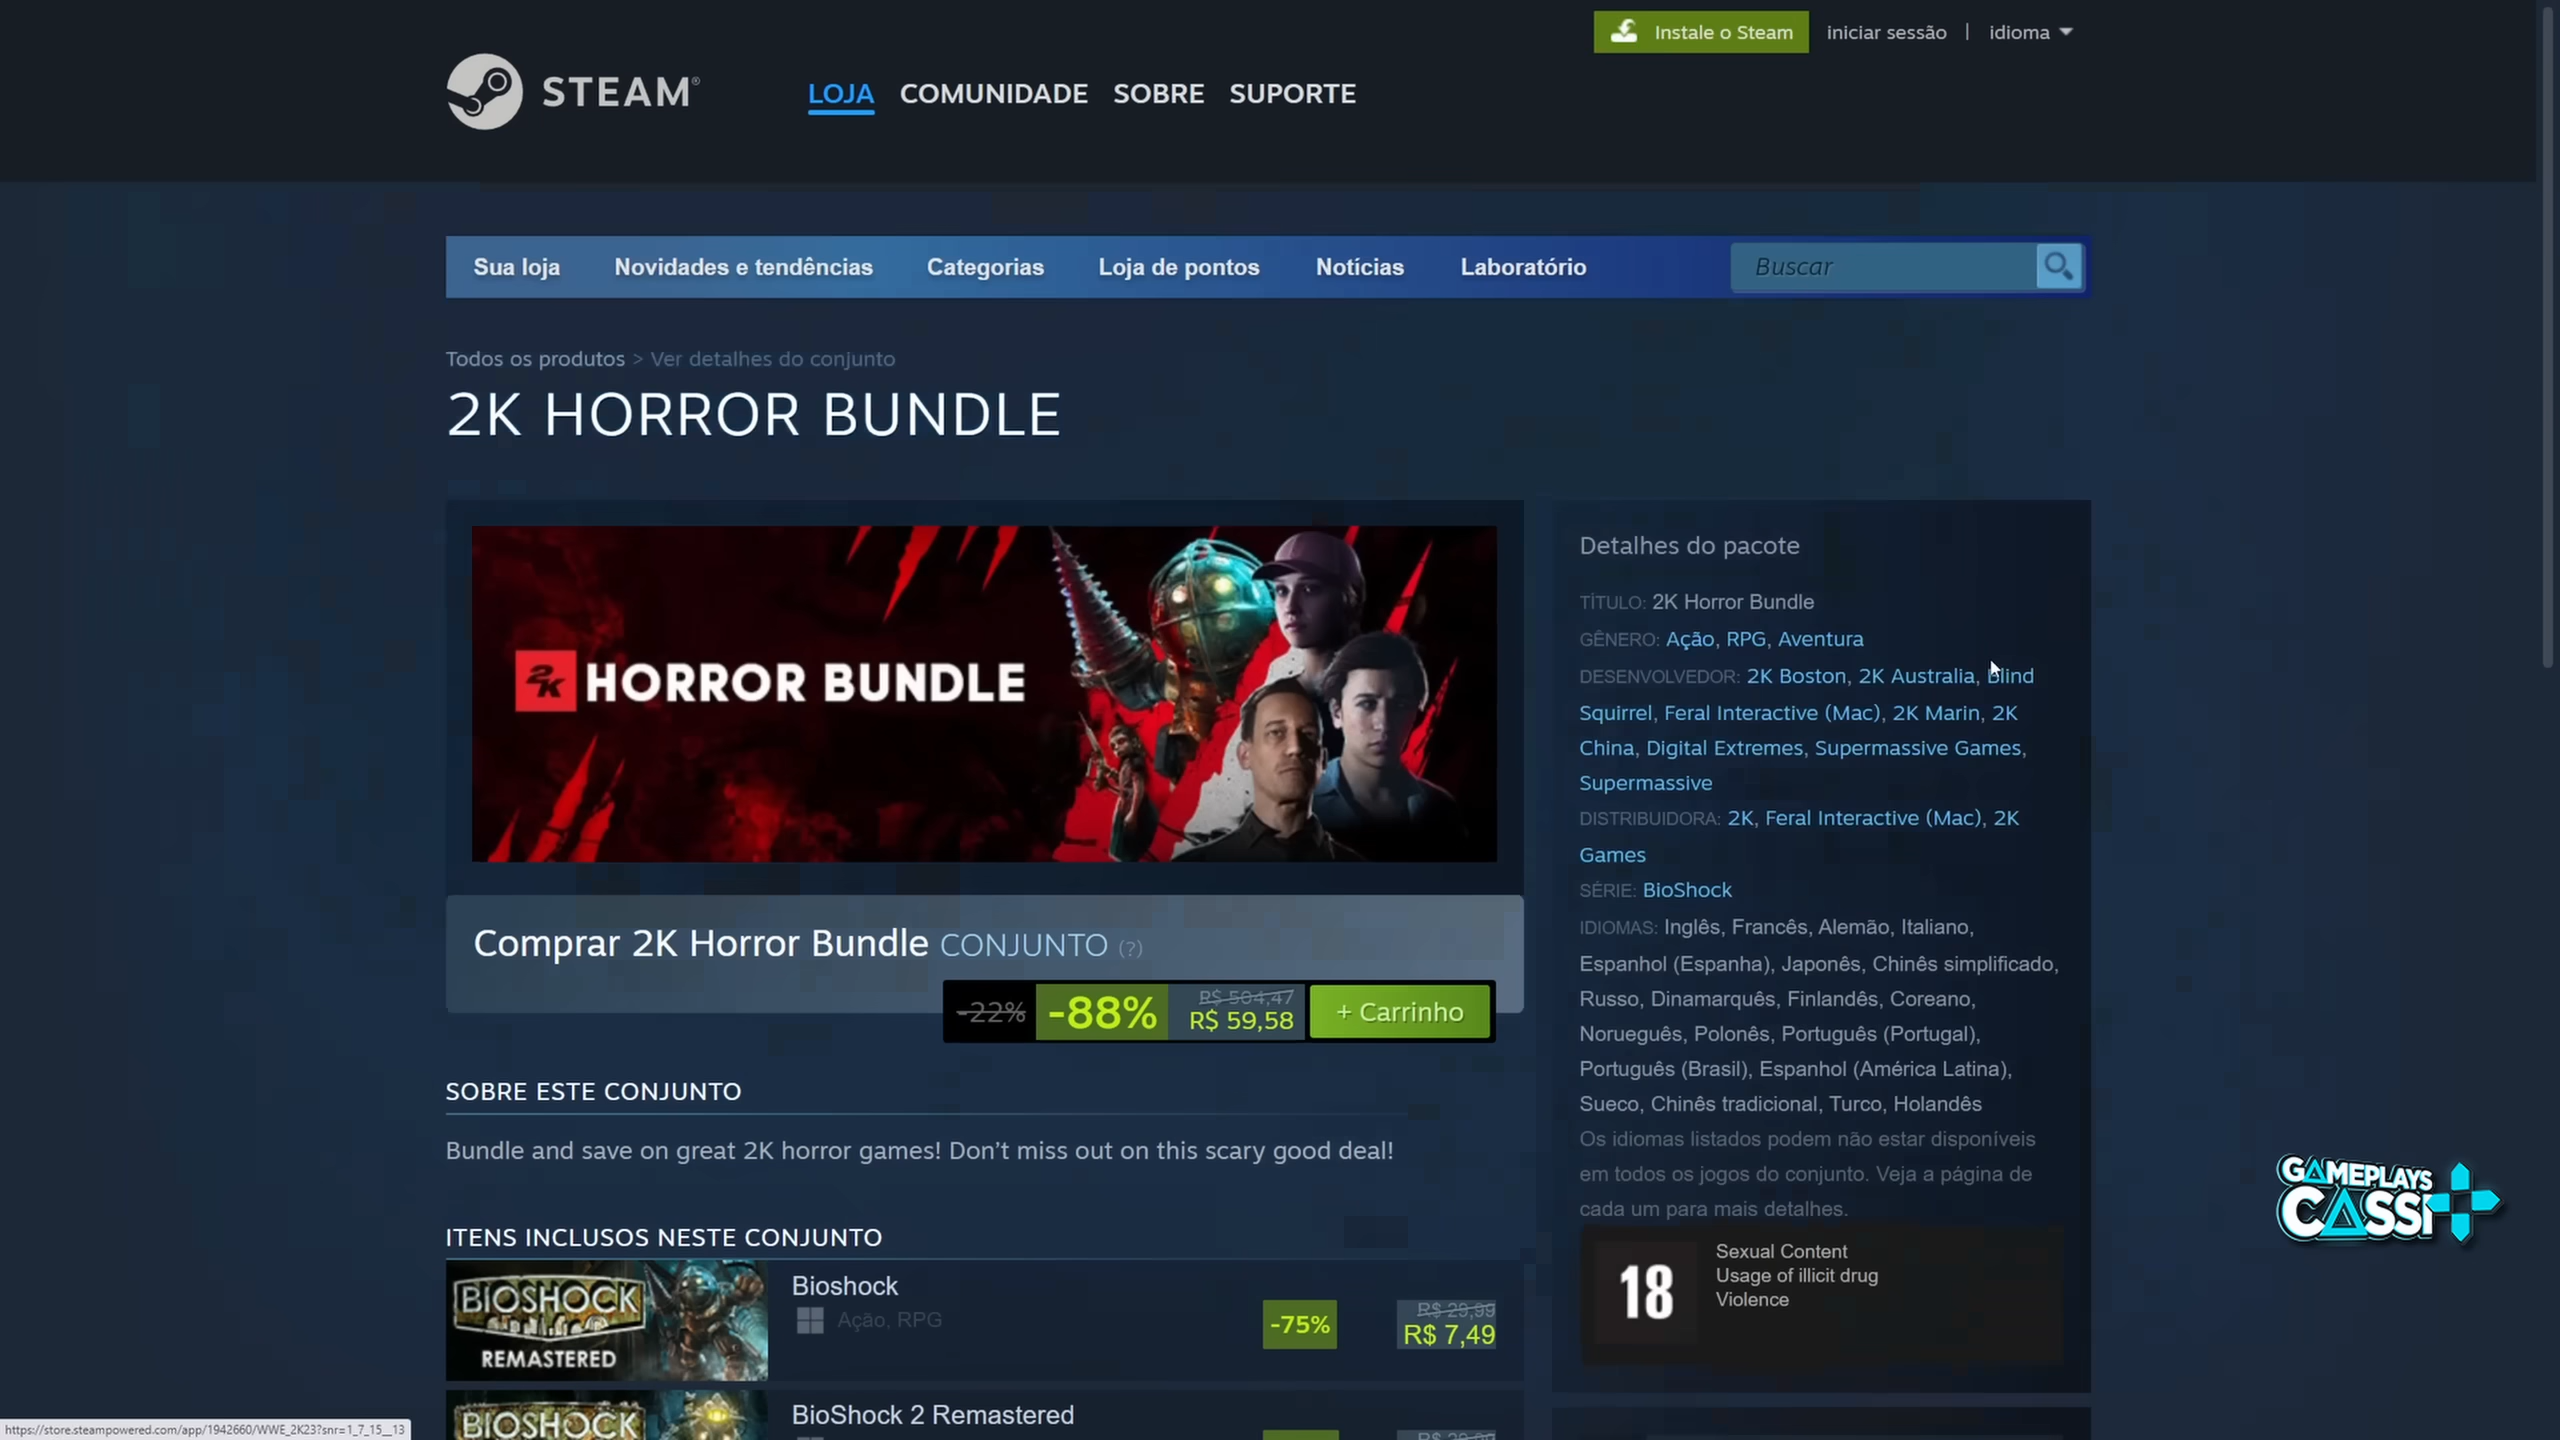 Instale o Steam
iniciar sessão | idioma
STEAM®
LOJA COMUNIDADE SOBRE SUPORTE
Sua loja Novidades e tendências Categorias Loja de pontos Notícias Laboratório Buscar
Todos os produtos > Ver detalhes do conjunto
2K HORROR BUNDLE
2K HORROR BUNDLE
Comprar 2K Horror Bundle CONJUNTO (?)
-22% -88% R$ 504,47
R$ 59,58
+ Carrinho
SOBRE ESTE CONJUNTO
Bundle and save on great 2K horror games! Don’t miss out on this scary good deal!
ITENS INCLUSOS NESTE CONJUNTO
BIOSHOCK
REMASTERED
Bioshock
Ação, RPG
-75%
R$ 29,99
R$ 7,49
BIOSHOCK
BioShock 2 Remastered
Detalhes do pacote
TÍTULO: 2K Horror Bundle
GÊNERO: Ação, RPG, Aventura
DESENVOLVEDOR: 2K Boston, 2K Australia, Blind
Squirrel, Feral Interactive (Mac), 2K Marin, 2K
China, Digital Extremes, Supermassive Games,
Supermassive
DISTRIBUIDORA: 2K, Feral Interactive (Mac), 2K
Games
SÉRIE: BioShock
IDIOMAS: Inglês, Francês, Alemão, Italiano,
Espanhol (Espanha), Japonês, Chinês simplificado,
Russo, Dinamarquês, Finlandês, Coreano,
Norueguês, Polonês, Português (Portugal),
Português (Brasil), Espanhol (América Latina),
Sueco, Chinês tradicional, Turco, Holandês
Os idiomas listados podem não estar disponíveis
em todos os jogos do conjunto. Veja a página de
cada um para mais detalhes.
18
Sexual Content
Usage of illicit drug
Violence
GAMEPLAYS
CASSI
https://store.steampowered.com/app/1942660/WWE_2K23?snr=1_7_15__13